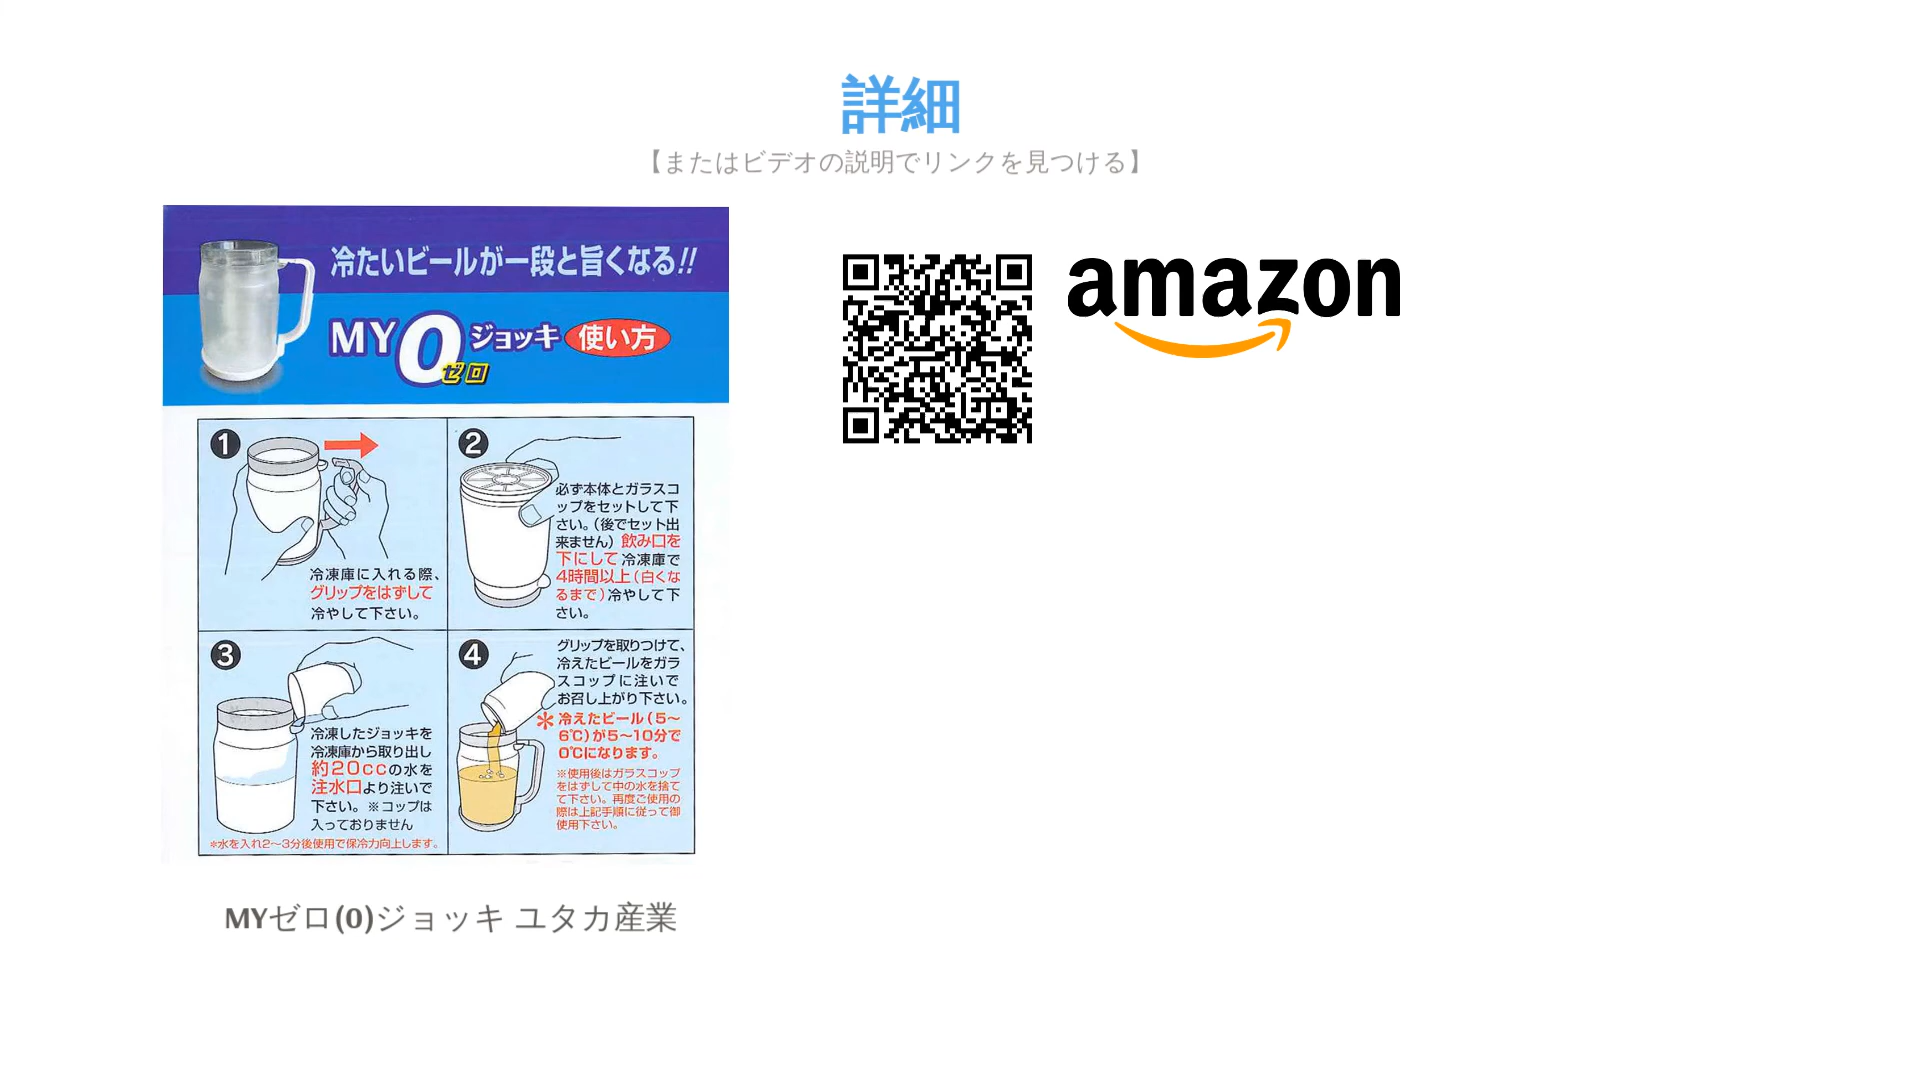 詳細
【またはビデオの説明でリンクを見つける】
冷たいビールが一段と旨くなる!!
MY0ジョッキ 使い方
ゼロ
1
冷凍庫に入れる際、
グリップをはずして
冷やして下さい。
2
必ず本体とガラスコ
ップをセットして下
さい。（後でセット出
来ません）飲み口を
下にして冷凍庫で
4時間以上（白くな
るまで）冷やして下
さい。
3
冷凍したジョッキを
冷凍庫から取り出し
約20ccの水を
注水口より注いで
下さい。※コップは
入っておりません
※水を入れ2〜3分後使用で保冷力向上します。
4
グリップを取りつけて、
冷えたビールをガラ
スコップに注いで
お召し上がり下さい。
＊冷えたビール（5〜
6℃）が5〜10分で
0℃になります。
※使用後はガラスコップ
をはずして中の水を捨て
て下さい。再度ご使用の
際は上記手順に従って御
使用下さい。
amazon
MYゼロ(0)ジョッキ ユタカ産業